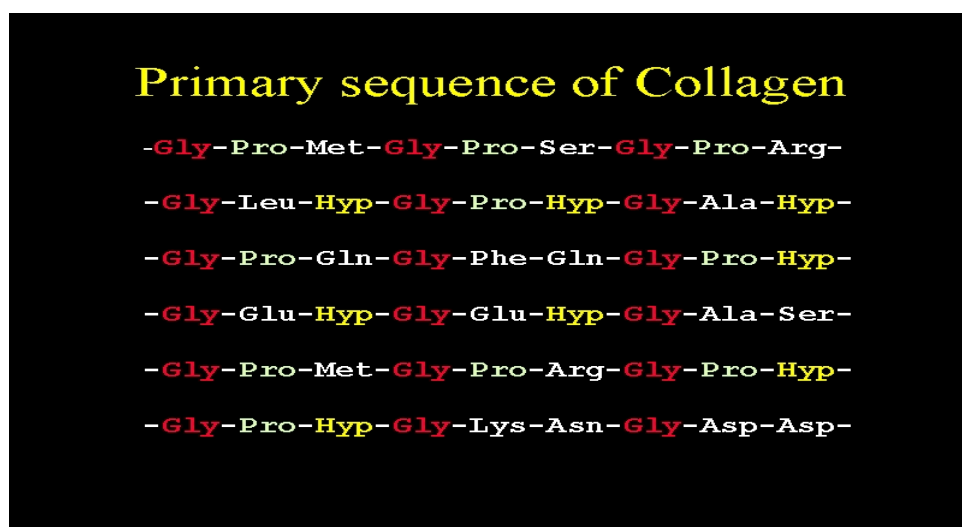 Primary sequence of Collagen
-Gly-Pro-Met-Gly-Pro-Ser-Gly-Pro-Arg-
-Gly-Leu-Hyp-Gly-Pro-Hyp-Gly-Ala-Hyp-
-Gly-Pro-Gln-Gly-Phe-Gln-Gly-Pro-Hyp-
-Gly-Glu-Hyp-Gly-Glu-Hyp-Gly-Ala-Ser-
-Gly-Pro-Met-Gly-Pro-Arg-Gly-Pro-Hyp-
-Gly-Pro-Hyp-Gly-Lys-Asn-Gly-Asp-Asp-